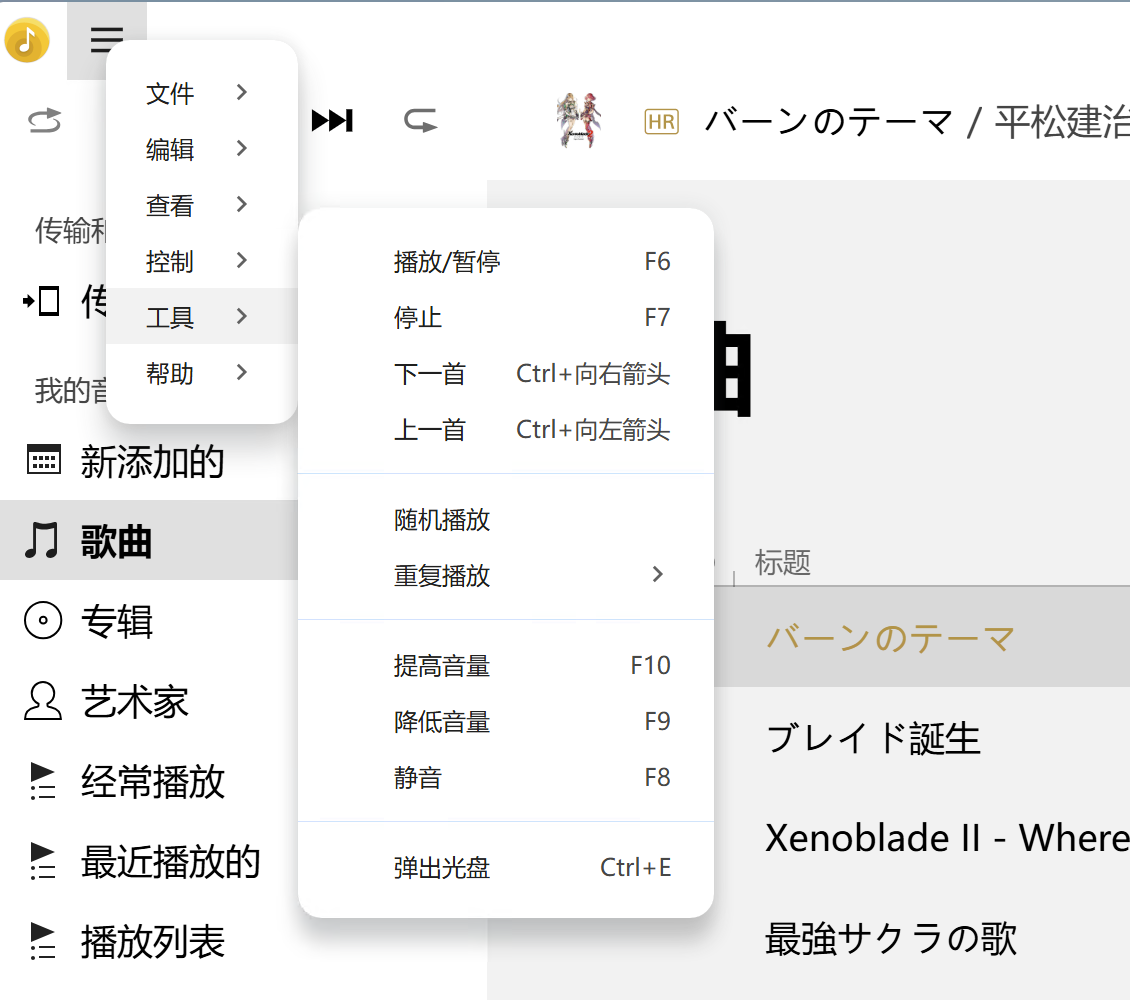 文件
编辑
查看
控制
工具
帮助
HR バーンのテーマ / 平松建治
传输和
传
我的音
新添加的
歌曲
专辑
艺术家
经常播放
最近播放的
播放列表
播放/暂停 F6
停止 F7
下一首 Ctrl+向右箭头
上一首 Ctrl+向左箭头
随机播放
重复播放
提高音量 F10
降低音量 F9
静音 F8
弹出光盘 Ctrl+E
曲
标题
バーンのテーマ
ブレイド誕生
Xenoblade II - Where
最強サクラの歌